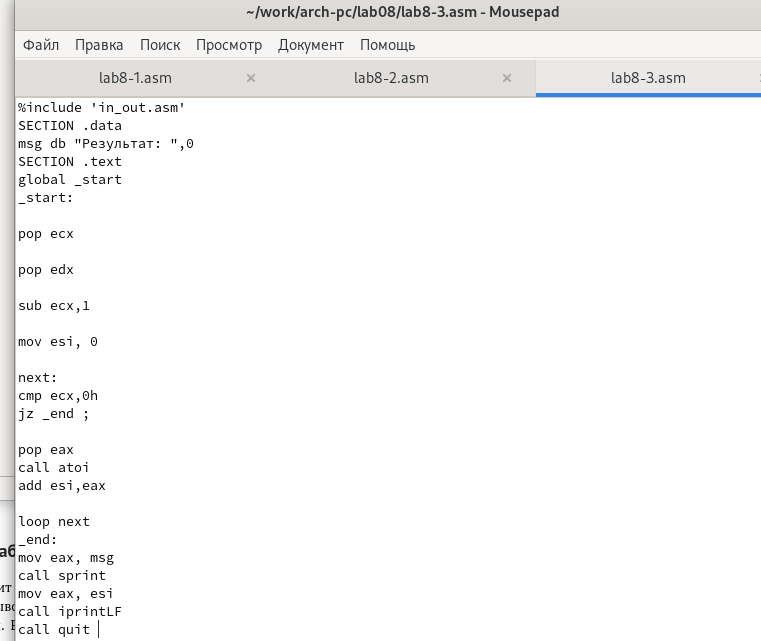 ~/work/arch-pc/lab08/lab8-3.asm - Mousepad
Файл Правка Поиск Просмотр Документ Помощь
lab8-1.asm × lab8-2.asm × lab8-3.asm
%include 'in_out.asm'
SECTION .data
msg db "Результат: ",0
SECTION .text
global _start
_start:
pop ecx
pop edx
sub ecx,1
mov esi, 0
next:
cmp ecx,0h
jz _end ;
pop eax
call atoi
add esi,eax
loop next
_end:
mov eax, msg
call sprint
mov eax, esi
call iprintLF
call quit